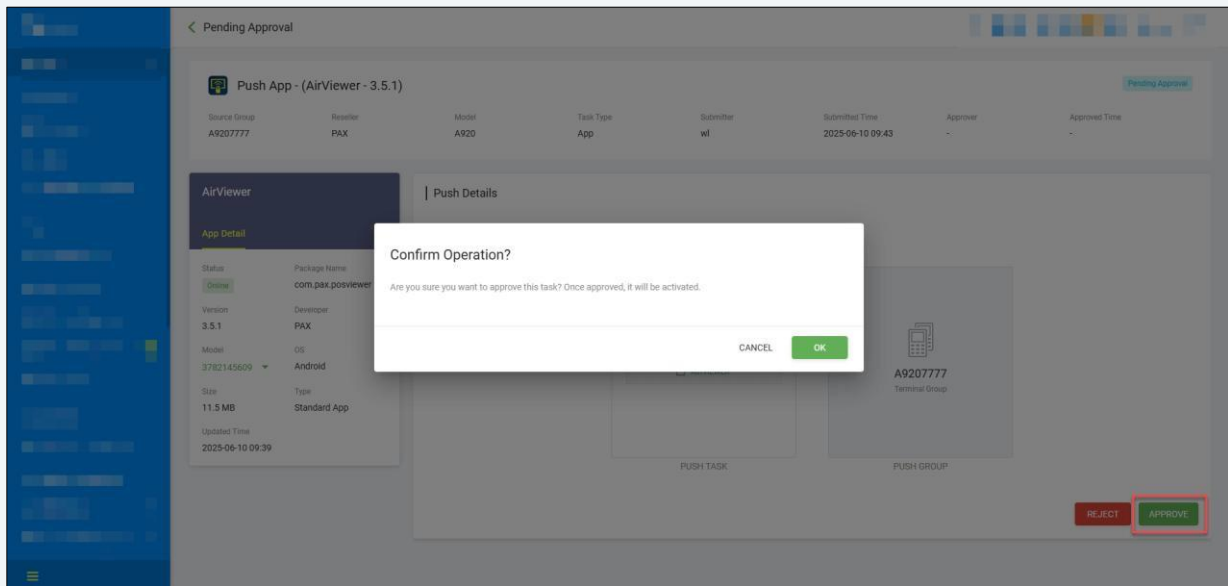 Pending Approval
Push App - (AirViewer - 3.5.1)
Pending Approval
Source Group Reseller Model Task Type Submitter Submitted Time Approver Approved Time
A9207777 PAX A920 App wl 2025-06-10 09:43 - -
AirViewer
App Detail
Status Package Name
Online com.pax.posviewer
Version Developer
3.5.1 PAX
Model OS
3782145609 Android
Size Type
11.5 MB Standard App
Updated Time
2025-06-10 09:39
Push Details
Confirm Operation?
Are you sure you want to approve this task? Once approved, it will be activated.
CANCEL OK
A9207777
Terminal Group
PUSH TASK PUSH GROUP
REJECT APPROVE